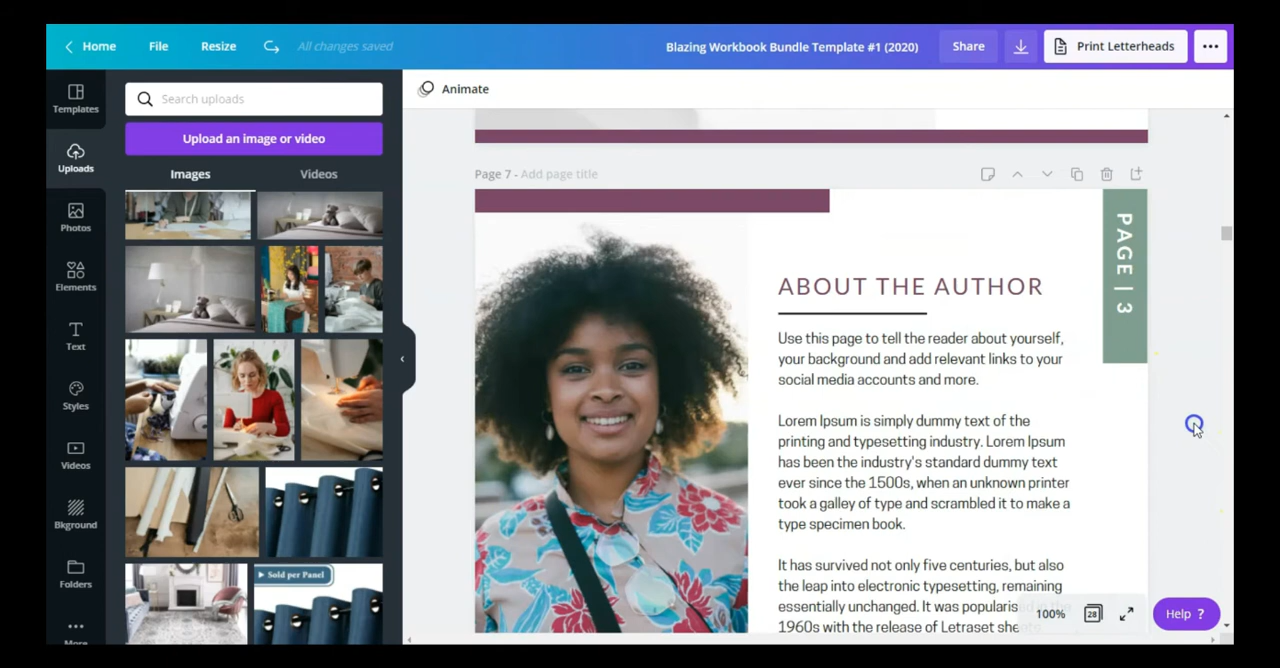 Home
File
Resize
All changes saved
Blazing Workbook Bundle Template #1 (2020)
Share
Print Letterheads
Templates
Uploads
Photos
Elements
Text
Styles
Videos
Bkground
Folders
More
Search uploads
Upload an image or video
Images
Videos
Sold per Panel
Animate
Page 7 - Add page title
PAGE | 3
ABOUT THE AUTHOR
Use this page to tell the reader about yourself,
your background and add relevant links to your
social media accounts and more.
Lorem Ipsum is simply dummy text of the
printing and typesetting industry. Lorem Ipsum
has been the industry's standard dummy text
ever since the 1500s, when an unknown printer
took a galley of type and scrambled it to make a
type specimen book.
It has survived not only five centuries, but also
the leap into electronic typesetting, remaining
essentially unchanged. It was popularised in the
1960s with the release of Letraset sheets
100%
28
Help ?